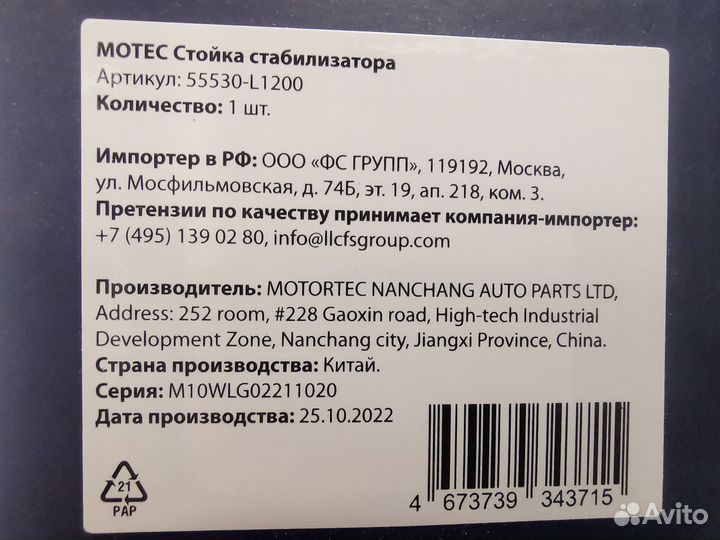 MOTEC Стойка стабилизатора
Артикул: 55530-L1200
Количество: 1 шт.
Импортер в РФ: ООО «ФС ГРУПП», 119192, Москва,
ул. Мосфильмовская, д. 74Б, эт. 19, ап. 218, ком. 3.
Претензии по качеству принимает компания-импортер:
+7 (495) 139 02 80, info@llcfsgroup.com
Производитель: MOTORTEC NANCHANG AUTO PARTS LTD,
Address: 252 room, #228 Gaoxin road, High-tech Industrial
Development Zone, Nanchang city, Jiangxi Province, China.
Страна производства: Китай.
Серия: M10WLG02211020
Дата производства: 25.10.2022
21
PAP
4 673739 343715
Avito